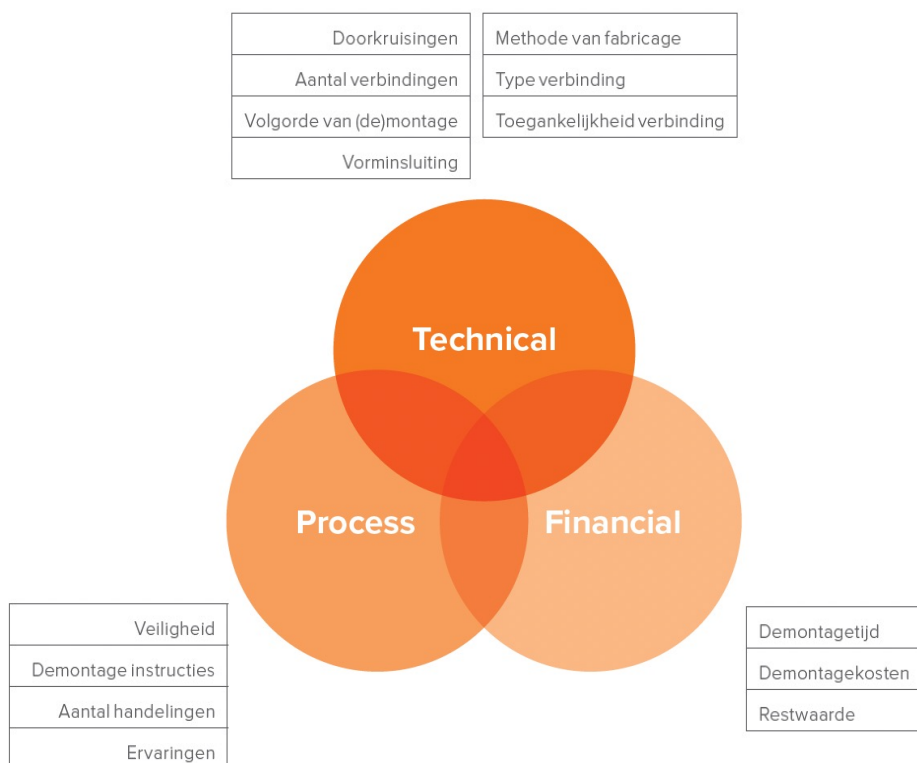 Doorkruisingen
Aantal verbindingen
Volgorde van (de)montage
Vorminsluiting
Methode van fabricage
Type verbinding
Toegankelijkheid verbinding
Technical
Process
Financial
Veiligheid
Demontage instructies
Aantal handelingen
Ervaringen
Demontagetijd
Demontagekosten
Restwaarde